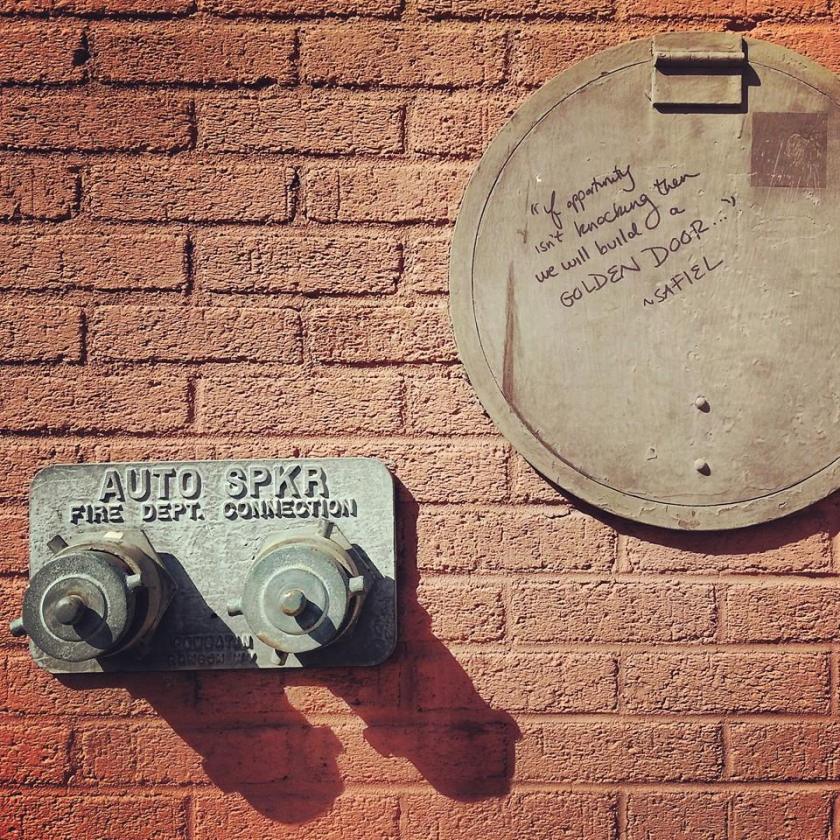 "if opportunity
isn't knocking then
we will build a
GOLDEN DOOR..."
~SAFIEL
AUTO SPKR
FIRE DEPT. CONNECTION